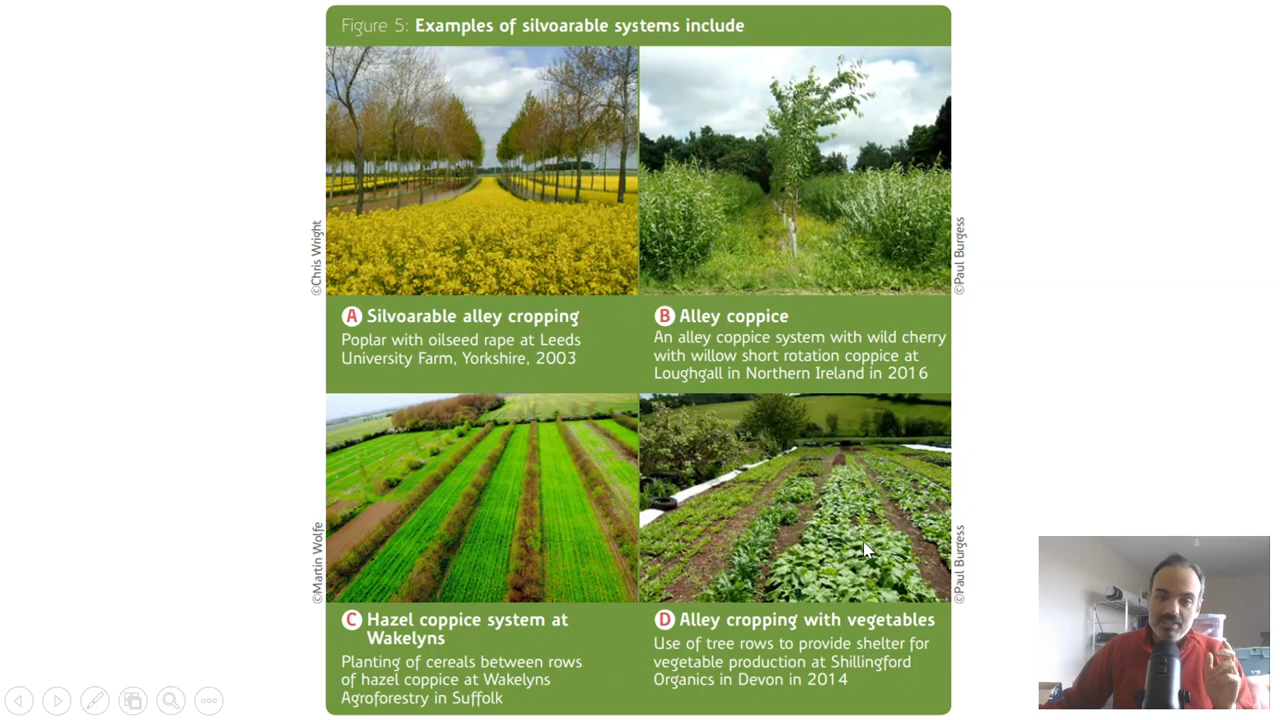 Figure 5: Examples of silvoarable systems include
©Chris Wright
©Paul Burgess
A Silvoarable alley cropping
Poplar with oilseed rape at Leeds
University Farm, Yorkshire, 2003
B Alley coppice
An alley coppice system with wild cherry
with willow short rotation coppice at
Loughgall in Northern Ireland in 2016
©Martin Wolfe
©Paul Burgess
C Hazel coppice system at
Wakelyns
Planting of cereals between rows
of hazel coppice at Wakelyns
Agroforestry in Suffolk
D Alley cropping with vegetables
Use of tree rows to provide shelter for
vegetable production at Shillingford
Organics in Devon in 2014